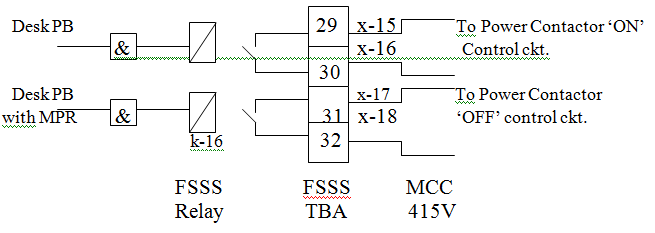 Desk PB
&
29
x-15
To Power Contactor ‘ON’
x-16
Control ckt.
30
Desk PB
with MPR
&
k-16
31
32
x-17
x-18
To Power Contactor
‘OFF’ control ckt.
FSSS
Relay
FSSS
TBA
MCC
415V